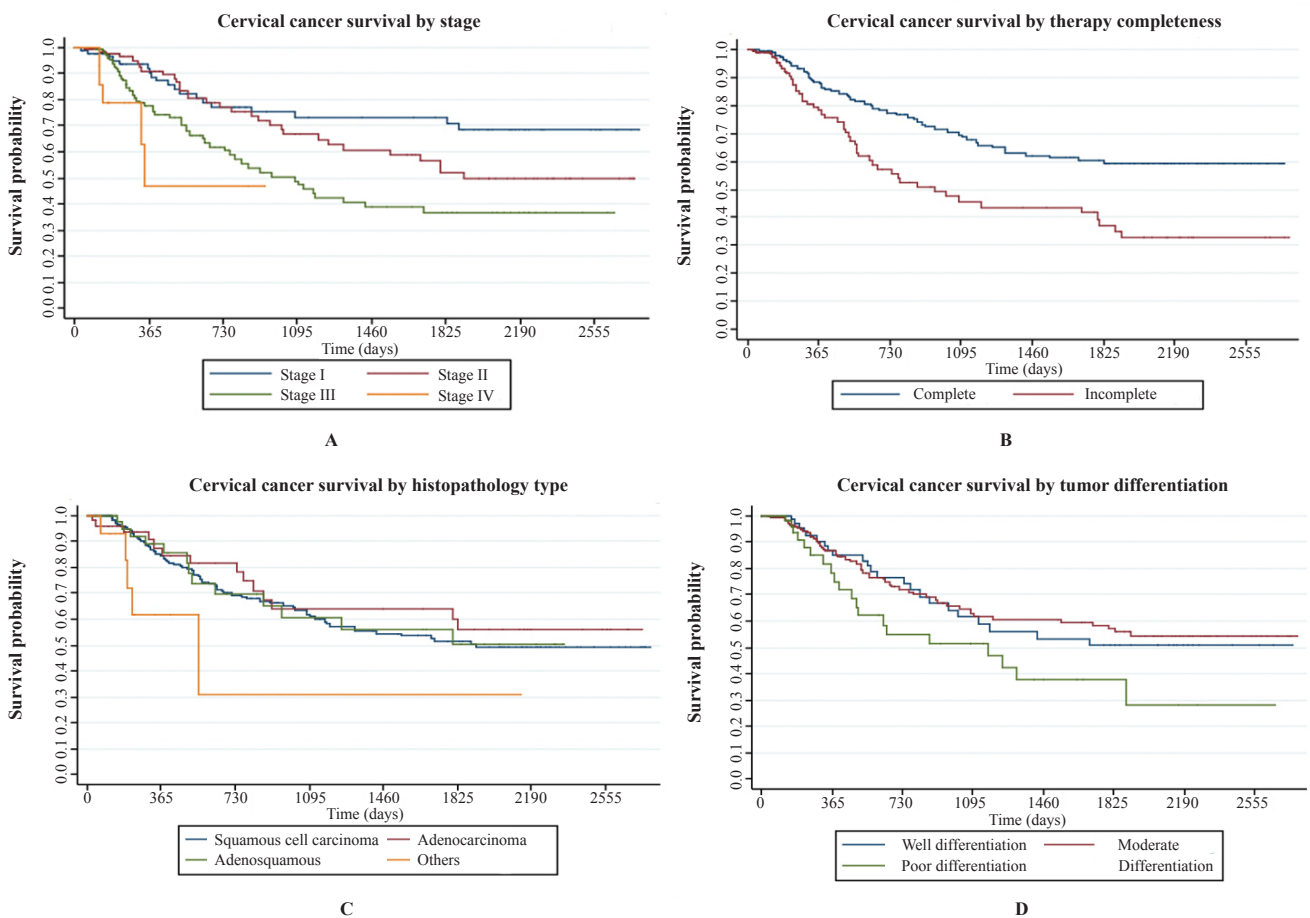 Cervical cancer survival by stage
Survival probability
1.0
0.9
0.8
0.7
0.6
0.5
0.4
0.3
0.2
0.1
0.0
0 365 730 1095 1460 1825 2190 2555
Time (days)
Stage I Stage II
Stage III Stage IV
A
Cervical cancer survival by therapy completeness
Survival probability
1.0
0.9
0.8
0.7
0.6
0.5
0.4
0.3
0.2
0.1
0.0
0 365 730 1095 1460 1825 2190 2555
Time (days)
Complete Incomplete
B
Cervical cancer survival by histopathology type
Survival probability
1.0
0.9
0.8
0.7
0.6
0.5
0.4
0.3
0.2
0.1
0.0
0 365 730 1095 1460 1825 2190 2555
Time (days)
Squamous cell carcinoma Adenocarcinoma
Adenosquamous Others
C
Cervical cancer survival by tumor differentiation
Survival probability
1.0
0.9
0.8
0.7
0.6
0.5
0.4
0.3
0.2
0.1
0.0
0 365 730 1095 1460 1825 2190 2555
Time (days)
Well differentiation Moderate
Poor differentiation Differentiation
D